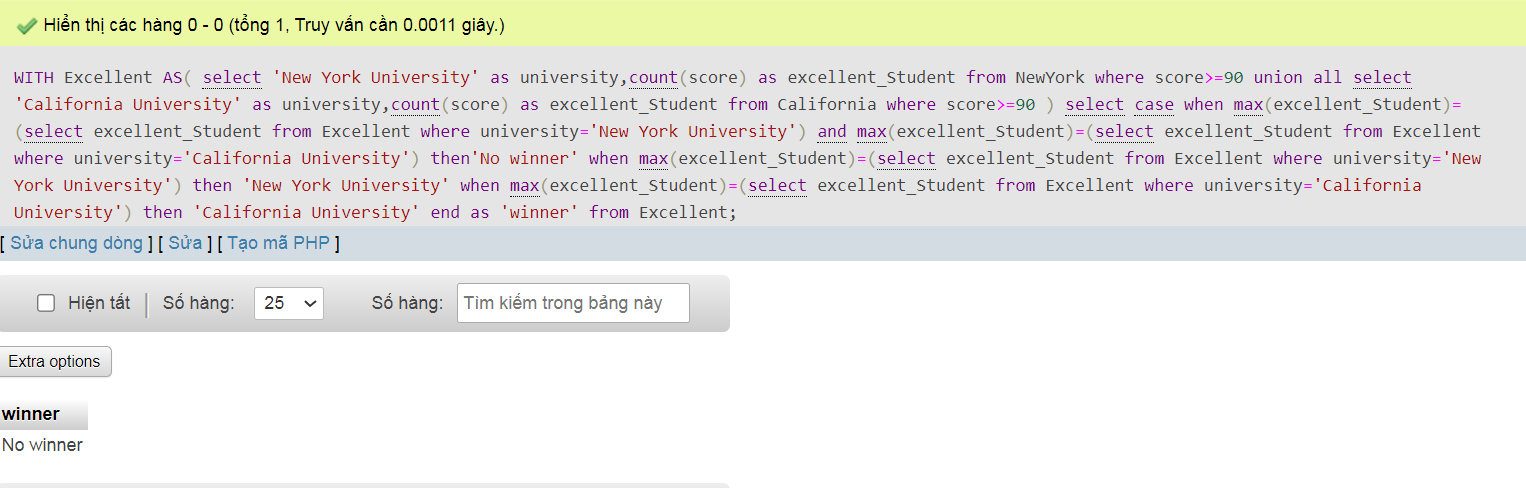 Hiển thị các hàng 0 - 0 (tổng 1, Truy vấn cần 0.0011 giây.)
WITH Excellent AS( select 'New York University' as university,count(score) as excellent_Student from NewYork where score>=90 union all select
'California University' as university,count(score) as excellent_Student from California where score>=90 ) select case when max(excellent_Student)=
(select excellent_Student from Excellent where university='New York University') and max(excellent_Student)=(select excellent_Student from Excellent
where university='California University') then'No winner' when max(excellent_Student)=(select excellent_Student from Excellent where university='New
York University') then 'New York University' when max(excellent_Student)=(select excellent_Student from Excellent where university='California
University') then 'California University' end as 'winner' from Excellent;
[ Sửa chung dòng ] [ Sửa ] [ Tạo mã PHP ]
Hiện tất | Số hàng: 25 Số hàng: Tìm kiếm trong bảng này
Extra options
winner
No winner